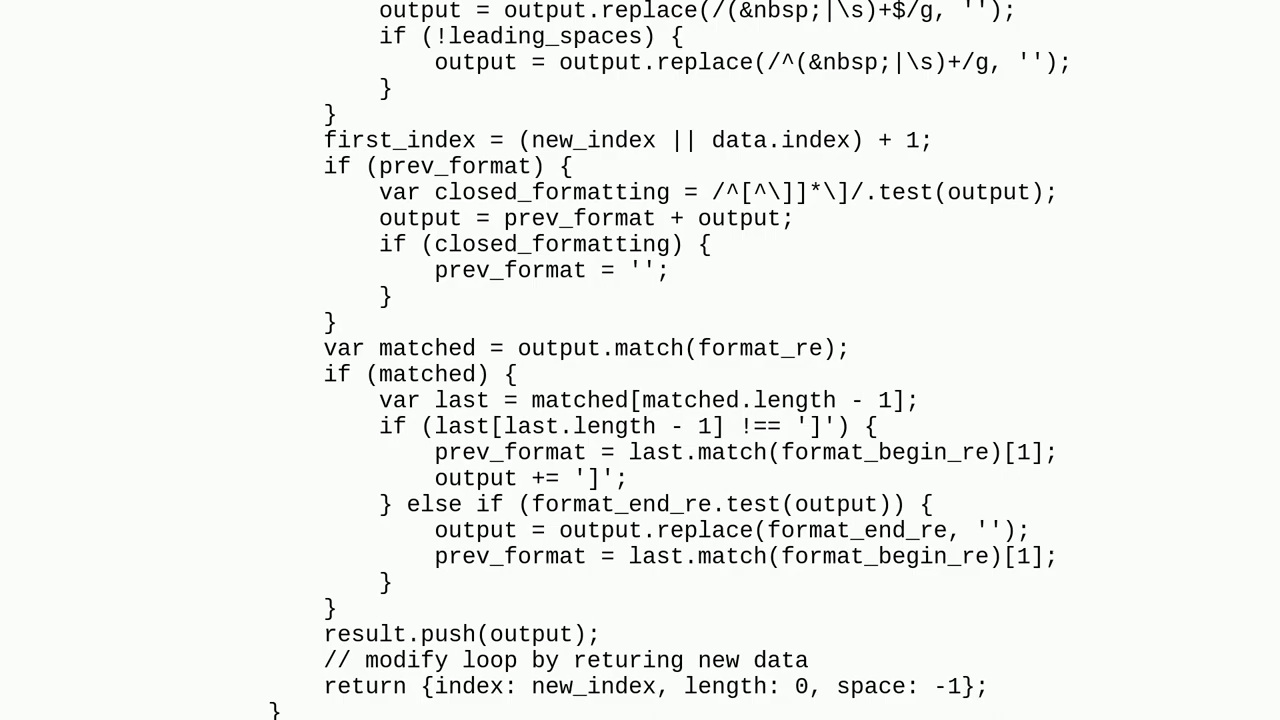 output = output.replace(/(&nbsp;|\s)+$/g, '');
if (!leading_spaces) {
output = output.replace(/^(&nbsp;|\s)+/g, '');
}
}
first_index = (new_index || data.index) + 1;
if (prev_format) {
var closed_formatting = /^[^\]]*\]/.test(output);
output = prev_format + output;
if (closed_formatting) {
prev_format = '';
}
}
var matched = output.match(format_re);
if (matched) {
var last = matched[matched.length - 1];
if (last[last.length - 1] !== ']') {
prev_format = last.match(format_begin_re)[1];
output += ']';
} else if (format_end_re.test(output)) {
output = output.replace(format_end_re, '');
prev_format = last.match(format_begin_re)[1];
}
}
result.push(output);
// modify loop by returing new data
return {index: new_index, length: 0, space: -1};
}